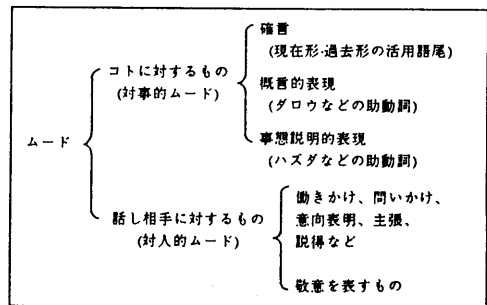 ムード
コトに対するもの
(対事的ムード)
確言
(現在形・過去形の活用語尾)
概言的表現
(ダロウなどの助動詞)
事態説明的表現
(ハズダなどの助動詞)
話し相手に対するもの
(対人的ムード)
働きかけ、問いかけ、
意向表明、主張、
説得など
敬意を表すもの